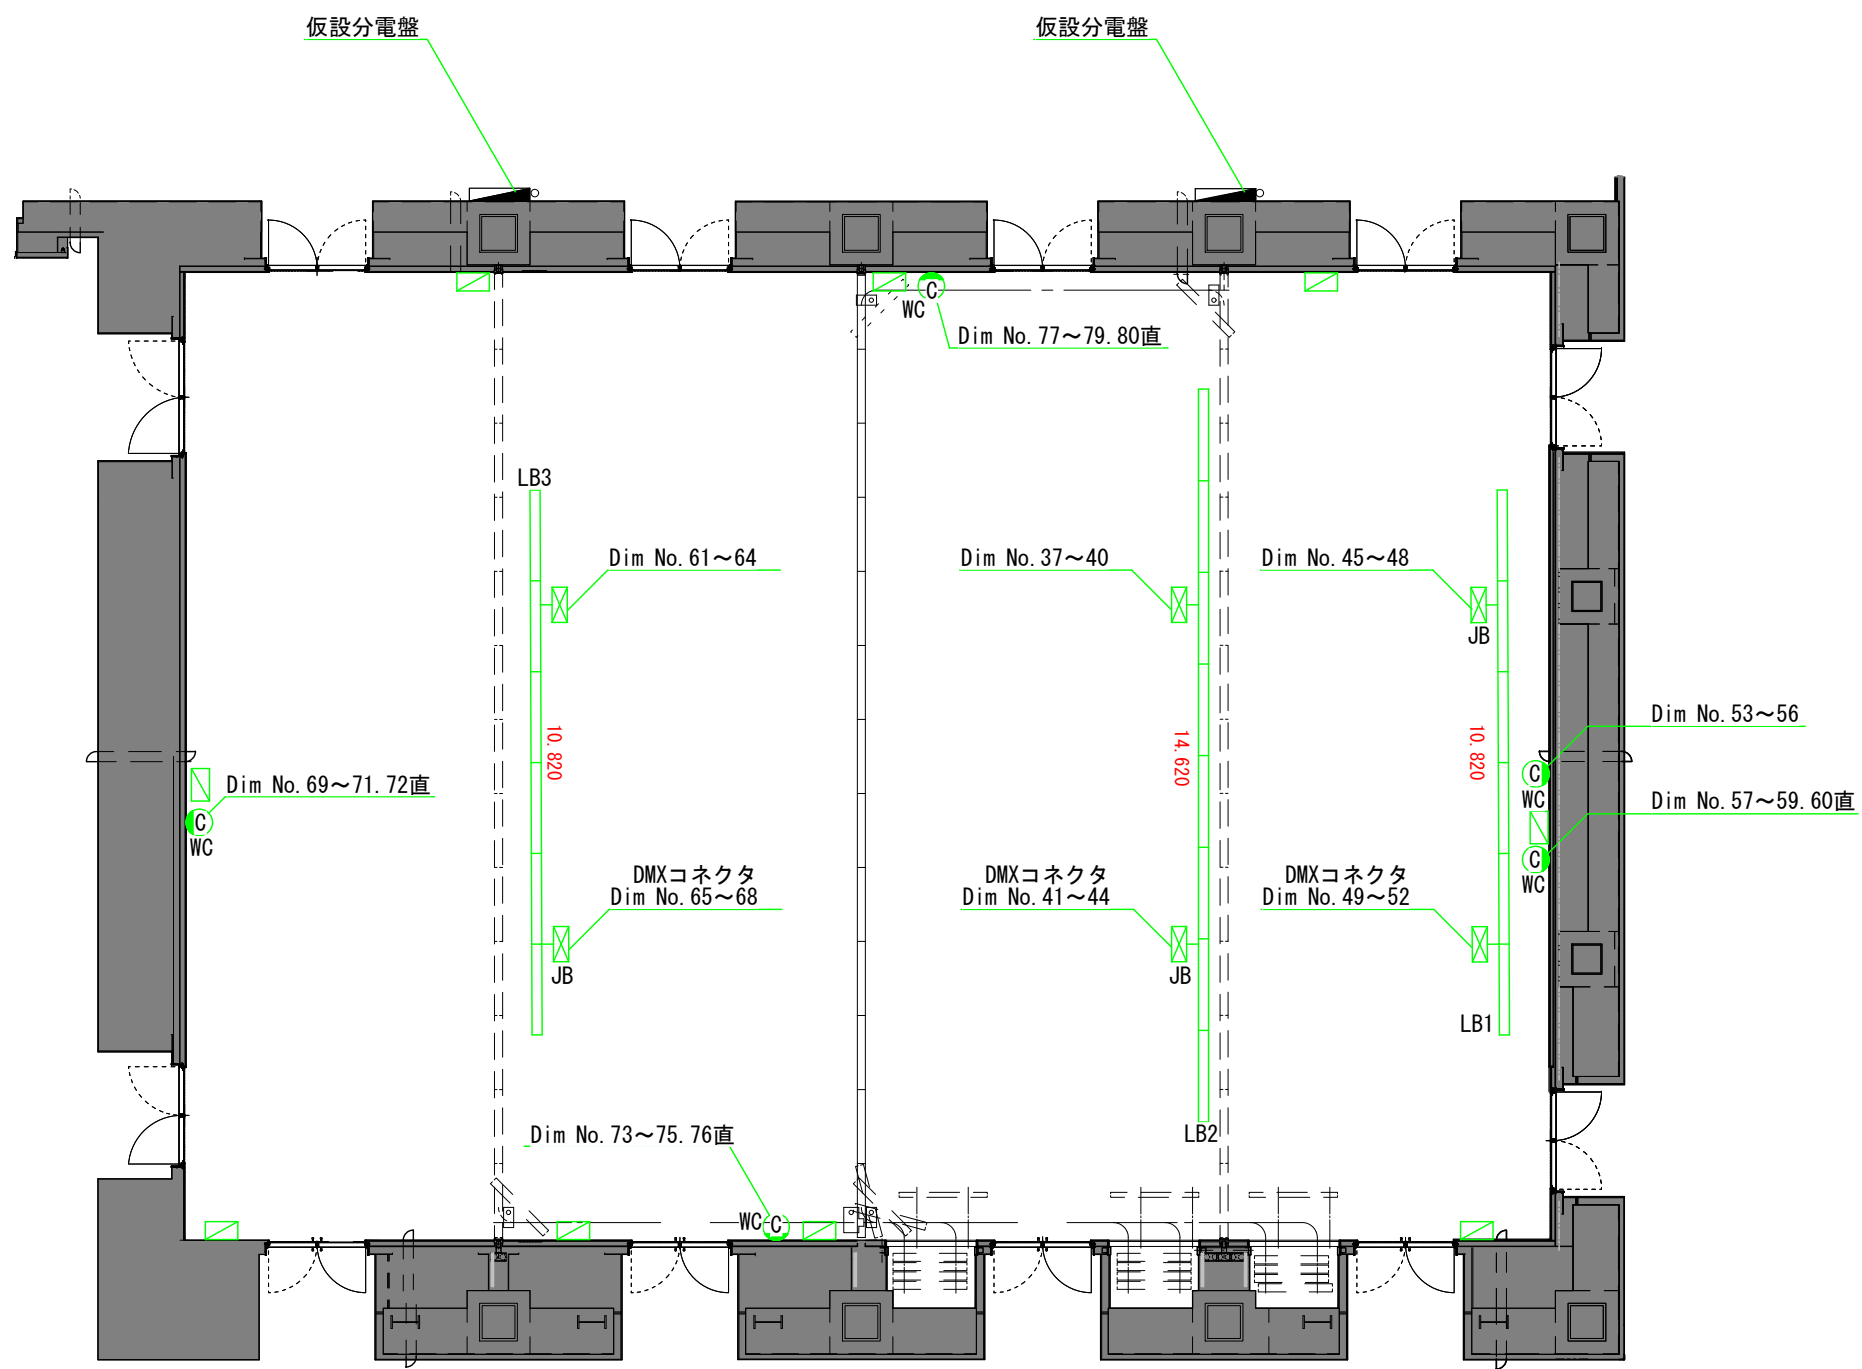 仮設分電盤
仮設分電盤
WC
C
Dim No.77～79.80直
LB3
Dim No.61～64
Dim No.37～40
Dim No.45～48
JB
10.820
14.620
10.820
Dim No.53～56
C
WC
Dim No.69～71.72直
C
WC
Dim No.57～59.60直
C
WC
DMXコネクタ
Dim No.65～68
JB
DMXコネクタ
Dim No.41～44
JB
DMXコネクタ
Dim No.49～52
LB1
LB2
Dim No.73～75.76直
WC
C